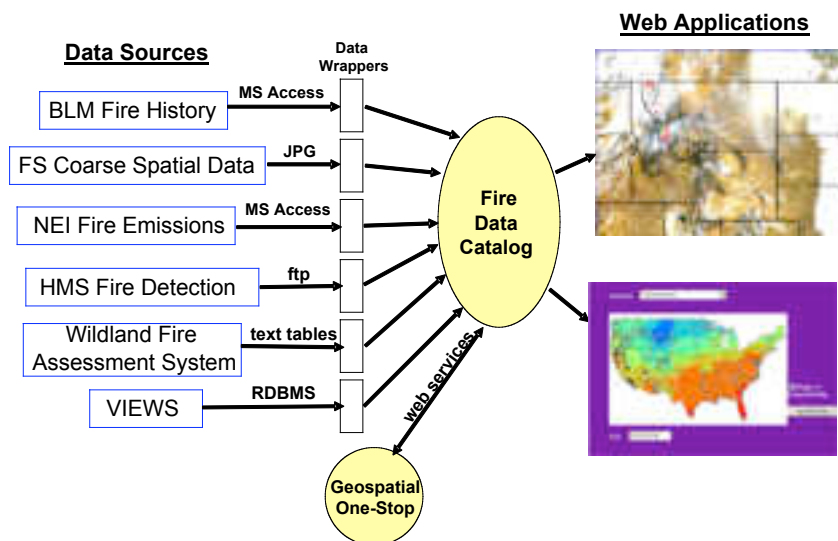 Web Applications
Data Sources
Data
Wrappers
BLM Fire History
MS Access
FS Coarse Spatial Data
JPG
NEI Fire Emissions
MS Access
HMS Fire Detection
ftp
Wildland Fire
Assessment System
text tables
VIEWS
RDBMS
Fire
Data
Catalog
web services
Geospatial
One-Stop